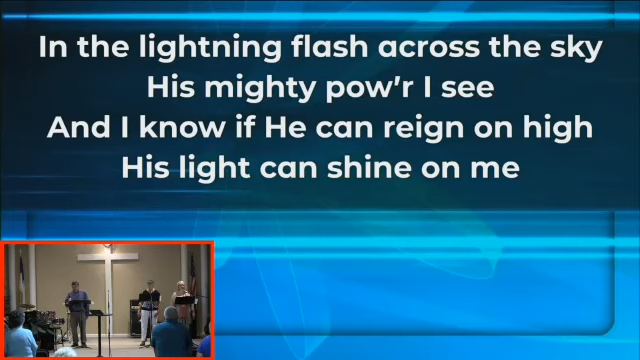 In the lightning flash across the sky
His mighty pow'r I see
And I know if He can reign on high
His light can shine on me